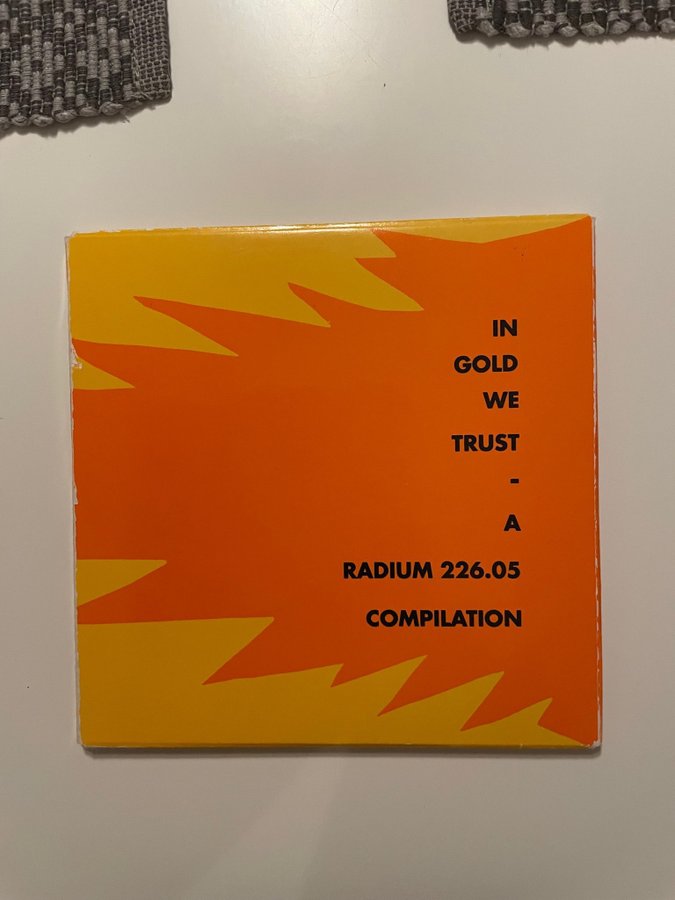 IN
GOLD
WE
TRUST
-
A
RADIUM 226.05
COMPILATION